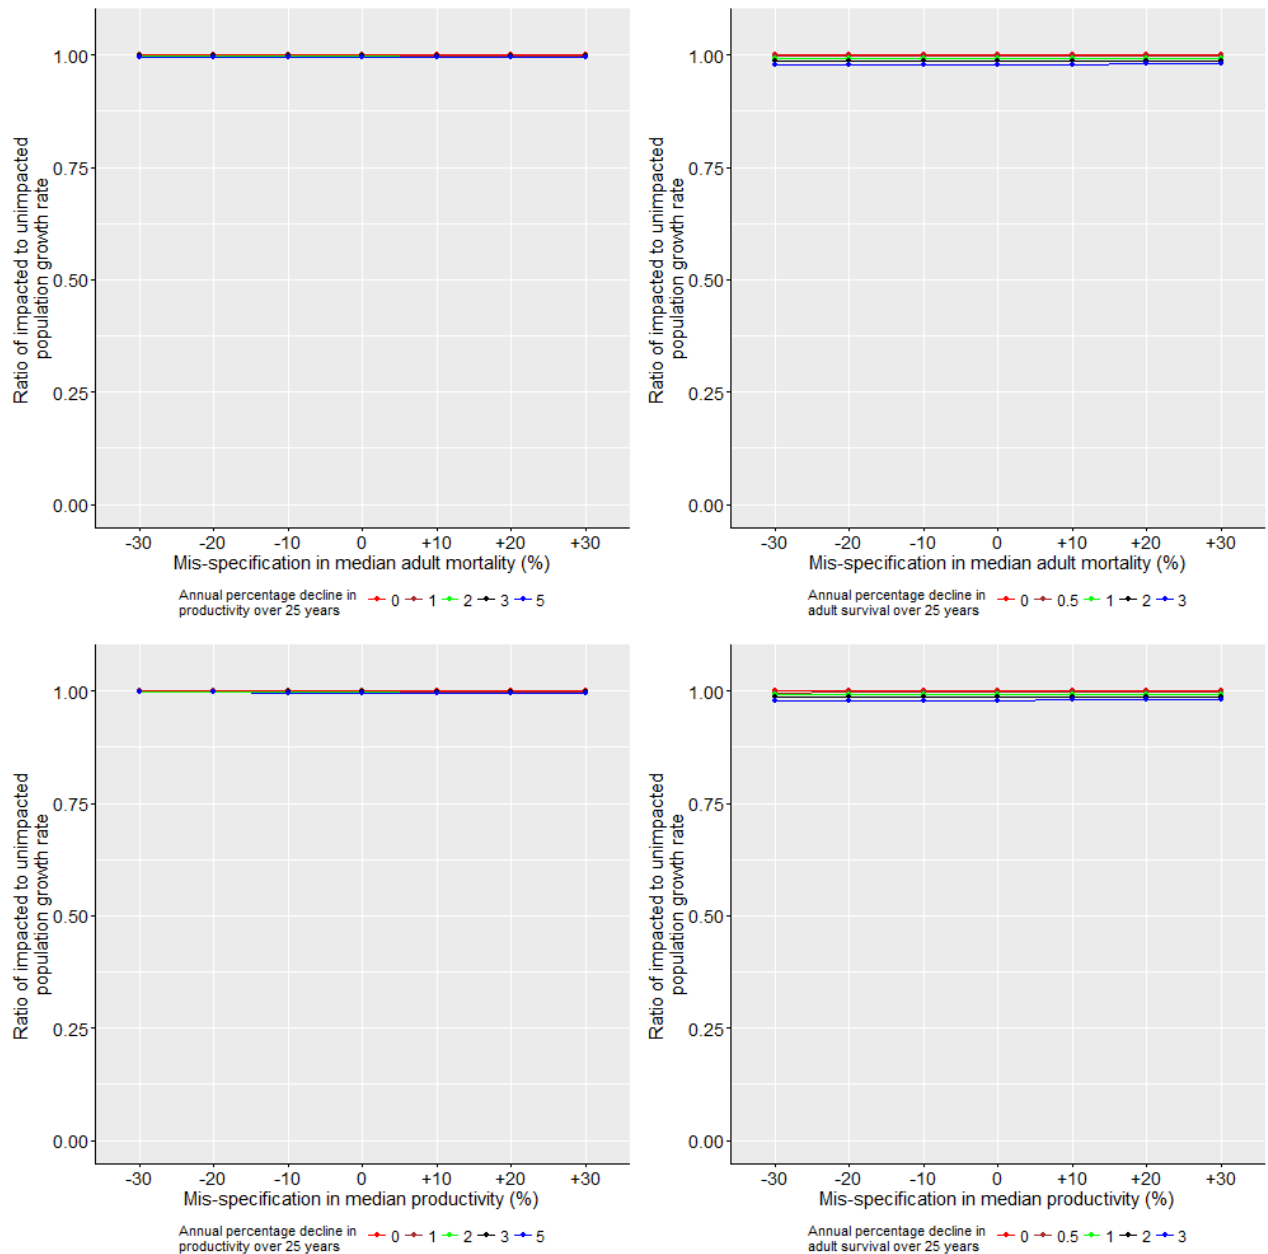 Ratio of impacted to unimpacted
population growth rate
1.00
0.75
0.50
0.25
0.00
-30 -20 -10 0 +10 +20 +30
Mis-specification in median adult mortality (%)
Annual percentage decline in
productivity over 25 years
0 1 2 3 5
Ratio of impacted to unimpacted
population growth rate
1.00
0.75
0.50
0.25
0.00
-30 -20 -10 0 +10 +20 +30
Mis-specification in median adult mortality (%)
Annual percentage decline in
adult survival over 25 years
0 0.5 1 2 3
Ratio of impacted to unimpacted
population growth rate
1.00
0.75
0.50
0.25
0.00
-30 -20 -10 0 +10 +20 +30
Mis-specification in median productivity (%)
Annual percentage decline in
productivity over 25 years
0 1 2 3 5
Ratio of impacted to unimpacted
population growth rate
1.00
0.75
0.50
0.25
0.00
-30 -20 -10 0 +10 +20 +30
Mis-specification in median productivity (%)
Annual percentage decline in
adult survival over 25 years
0 0.5 1 2 3